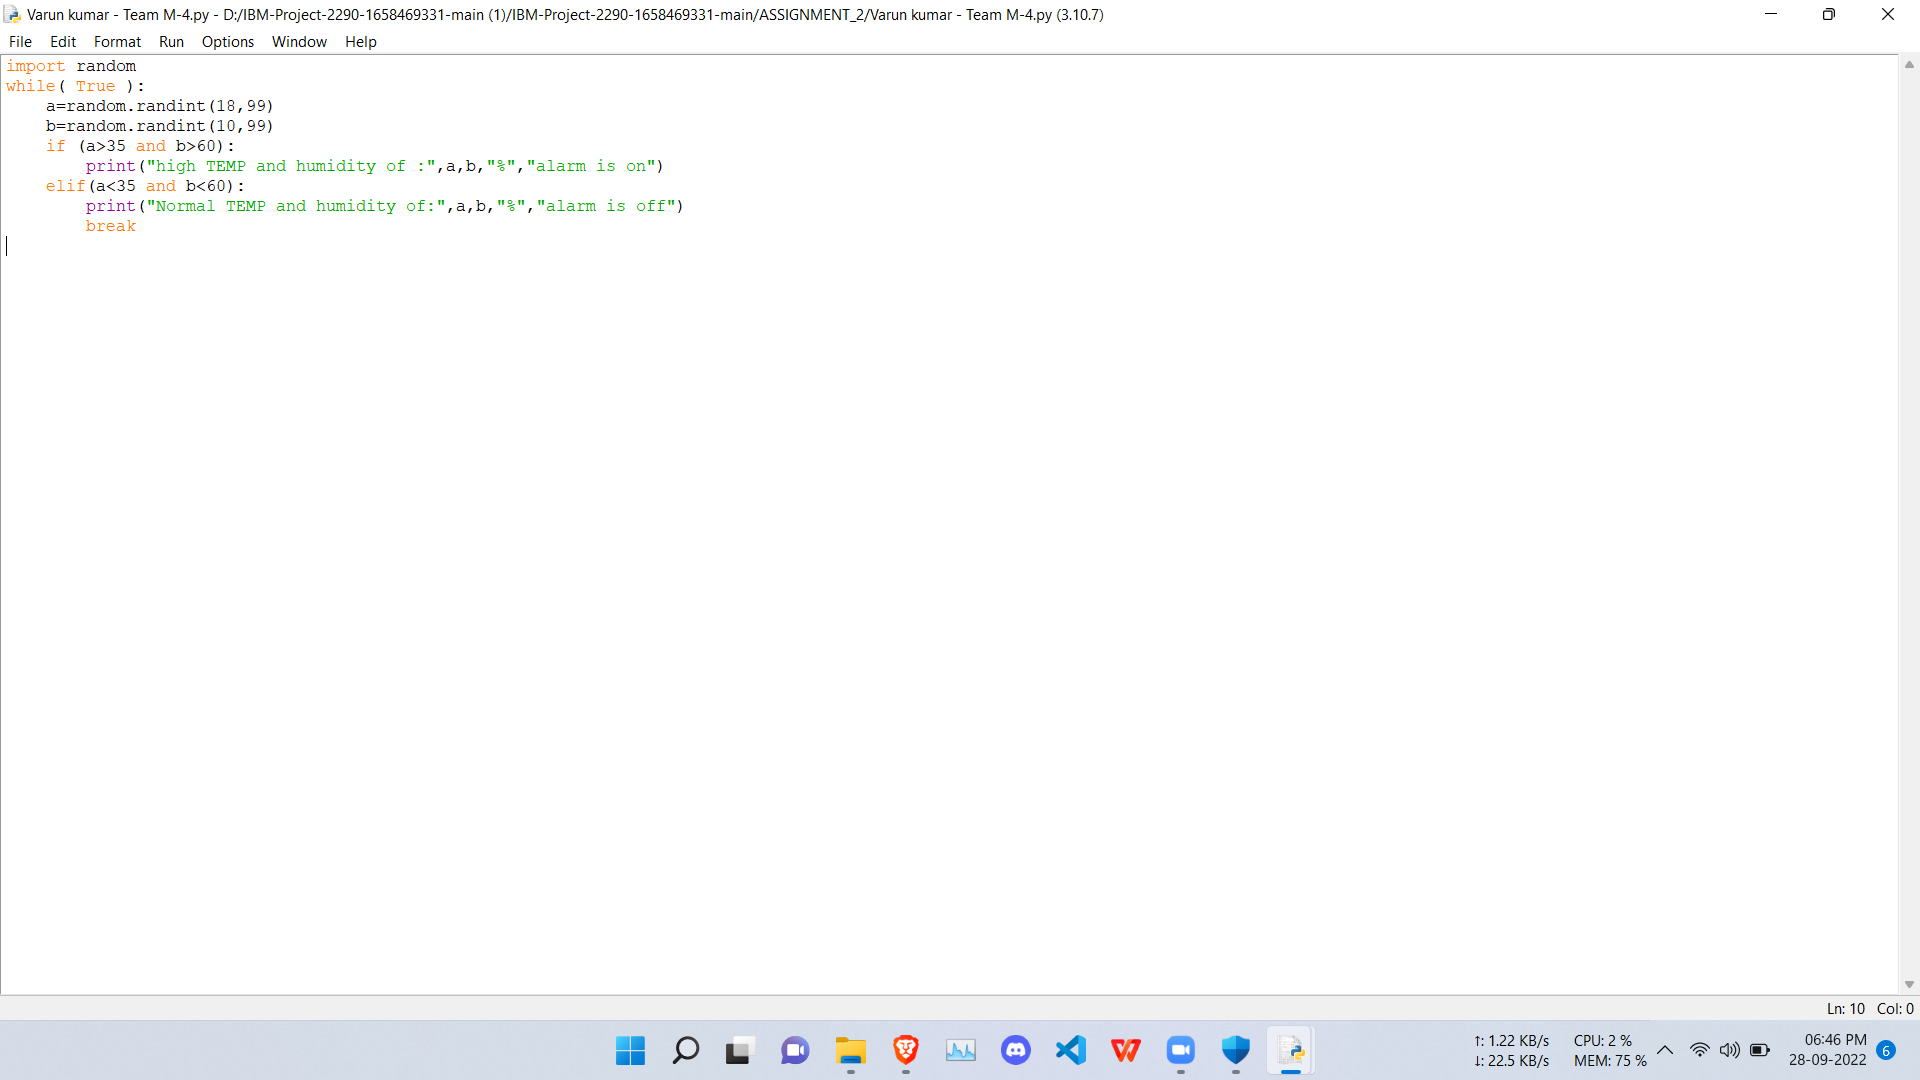 Varun kumar - Team M-4.py - D:/IBM-Project-2290-1658469331-main (1)/IBM-Project-2290-1658469331-main/ASSIGNMENT_2/Varun kumar - Team M-4.py (3.10.7)
File Edit Format Run Options Window Help
import random
while( True ):
    a=random.randint(18,99)
    b=random.randint(10,99)
    if (a>35 and b>60):
        print("high TEMP and humidity of :",a,b,"%","alarm is on")
    elif(a<35 and b<60):
        print("Normal TEMP and humidity of:",a,b,"%","alarm is off")
        break
Ln: 10 Col: 0
↑: 1.22 KB/s CPU: 2 % 06:46 PM
↓: 22.5 KB/s MEM: 75 % 28-09-2022 6